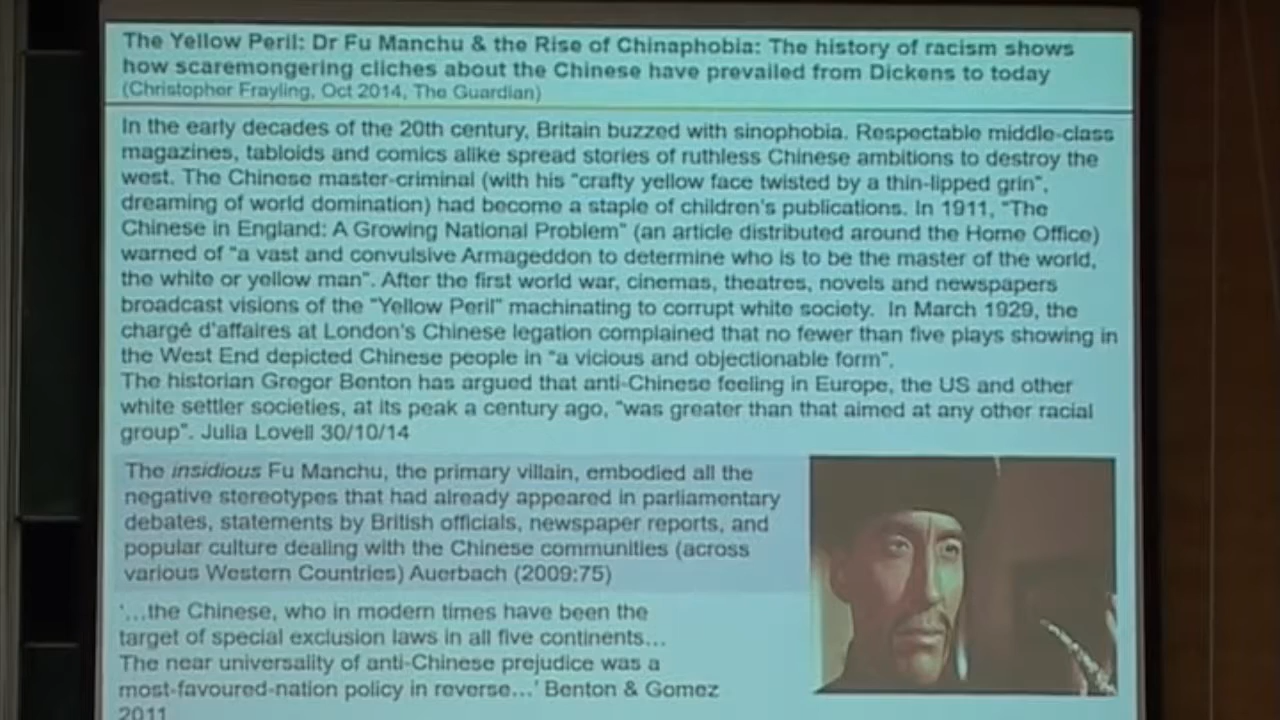 The Yellow Peril: Dr Fu Manchu & the Rise of Chinaphobia: The history of racism shows
how scaremongering cliches about the Chinese have prevailed from Dickens to today
(Christopher Frayling, Oct 2014, The Guardian)
In the early decades of the 20th century, Britain buzzed with sinophobia. Respectable middle-class
magazines, tabloids and comics alike spread stories of ruthless Chinese ambitions to destroy the
west. The Chinese master-criminal (with his "crafty yellow face twisted by a thin-lipped grin",
dreaming of world domination) had become a staple of children's publications. In 1911, "The
Chinese in England: A Growing National Problem" (an article distributed around the Home Office)
warned of "a vast and convulsive Armageddon to determine who is to be the master of the world,
the white or yellow man". After the first world war, cinemas, theatres, novels and newspapers
broadcast visions of the "Yellow Peril" machinating to corrupt white society. In March 1929, the
chargé d'affaires at London's Chinese legation complained that no fewer than five plays showing in
the West End depicted Chinese people in "a vicious and objectionable form".
The historian Gregor Benton has argued that anti-Chinese feeling in Europe, the US and other
white settler societies, at its peak a century ago, "was greater than that aimed at any other racial
group". Julia Lovell 30/10/14
The insidious Fu Manchu, the primary villain, embodied all the
negative stereotypes that had already appeared in parliamentary
debates, statements by British officials, newspaper reports, and
popular culture dealing with the Chinese communities (across
various Western Countries) Auerbach (2009:75)
'...the Chinese, who in modern times have been the
target of special exclusion laws in all five continents...
The near universality of anti-Chinese prejudice was a
most-favoured-nation policy in reverse...' Benton & Gomez
2011